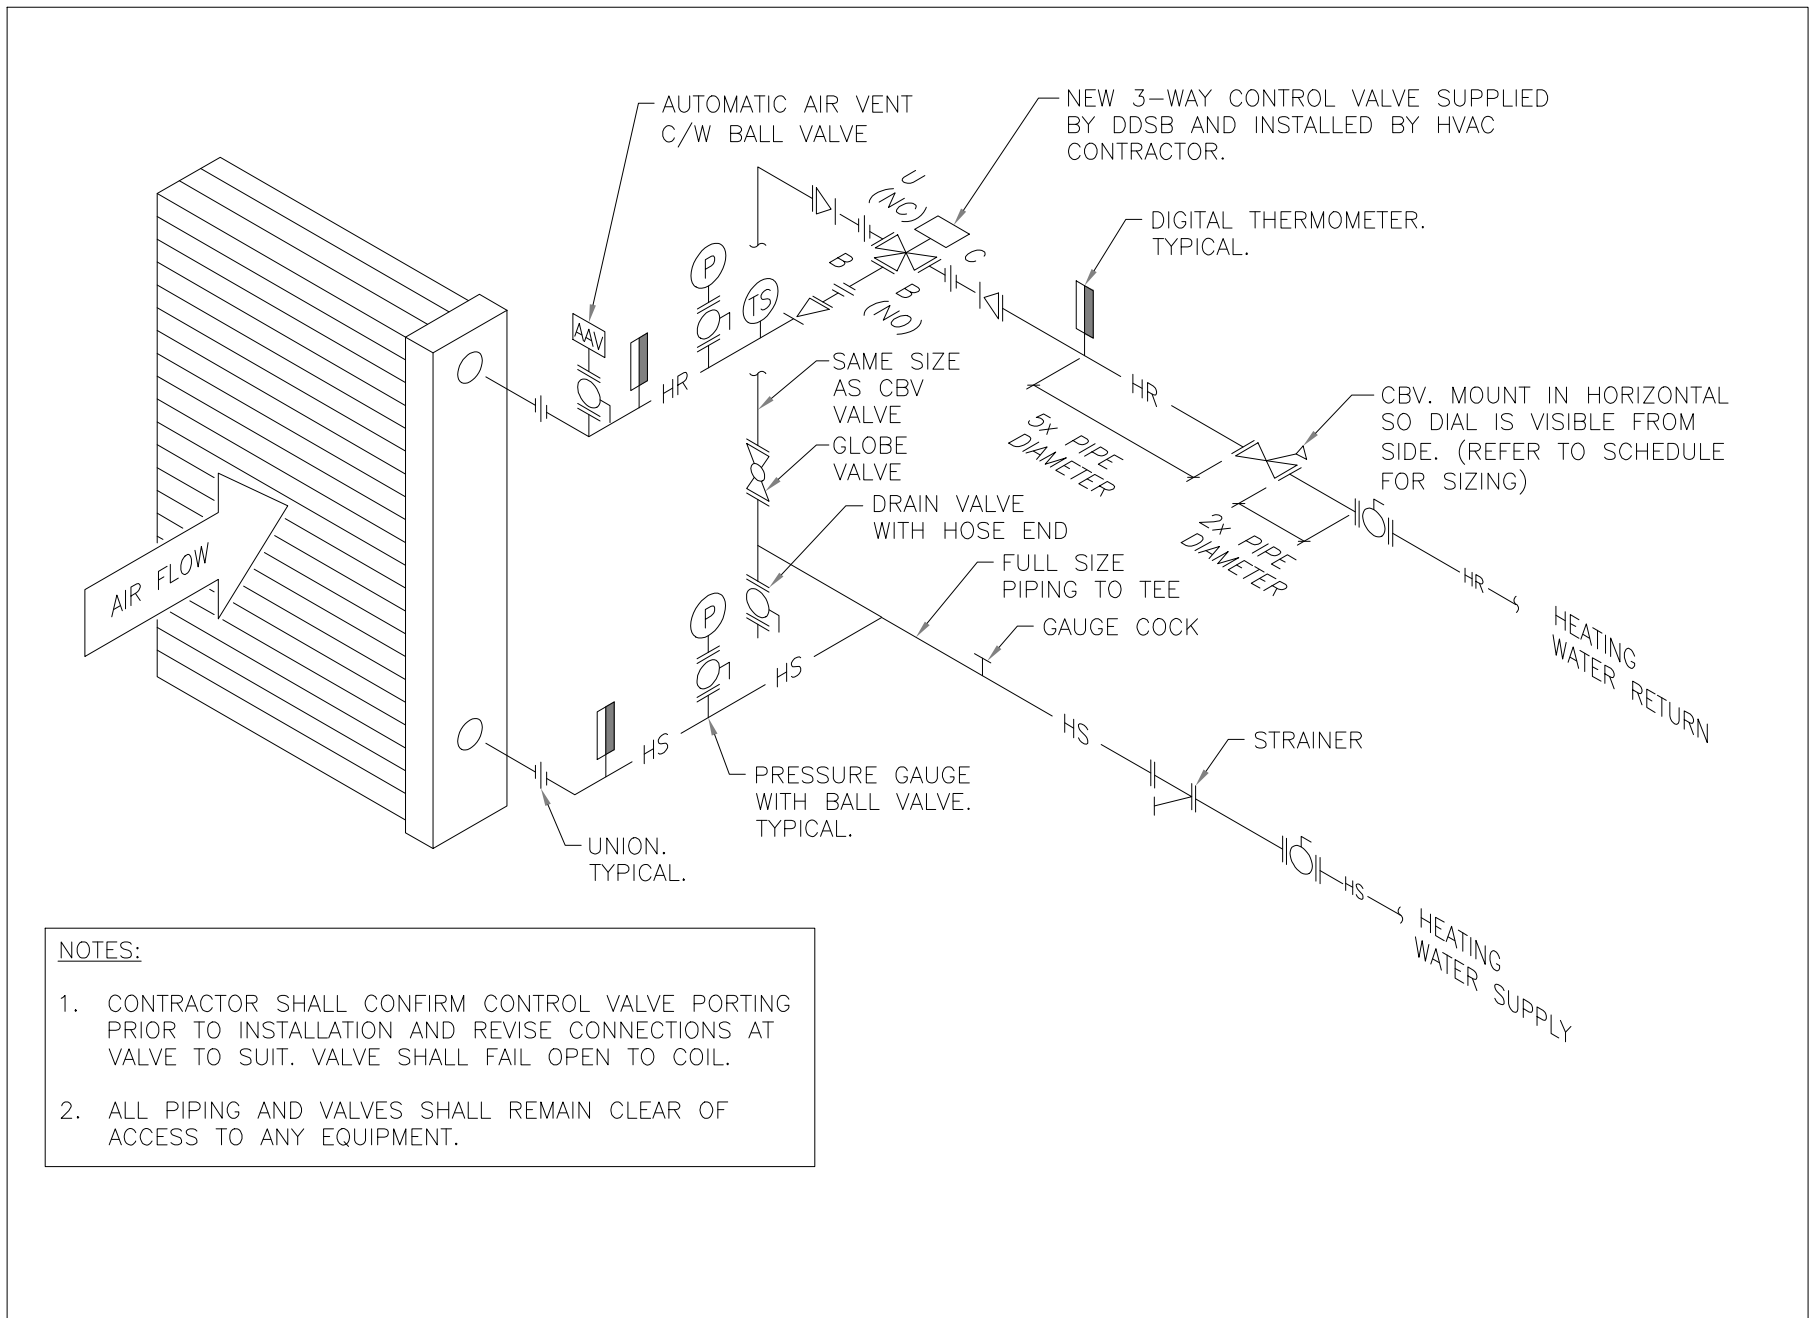 AUTOMATIC AIR VENT
C/W BALL VALVE
NEW 3-WAY CONTROL VALVE SUPPLIED
BY DDSB AND INSTALLED BY HVAC
CONTRACTOR.
U
(NC)
C
B
B
(NO)
DIGITAL THERMOMETER.
TYPICAL.
P
TS
AAV
HR
SAME SIZE
AS CBV
VALVE
GLOBE
VALVE
HR
5x PIPE
DIAMETER
CBV. MOUNT IN HORIZONTAL
SO DIAL IS VISIBLE FROM
SIDE. (REFER TO SCHEDULE
FOR SIZING)
2x PIPE
DIAMETER
DRAIN VALVE
WITH HOSE END
FULL SIZE
PIPING TO TEE
GAUGE COCK
AIR FLOW
P
HR
HEATING
WATER RETURN
HS
HS
HS
STRAINER
PRESSURE GAUGE
WITH BALL VALVE.
TYPICAL.
UNION.
TYPICAL.
HS
HEATING
WATER SUPPLY
NOTES:
1. CONTRACTOR SHALL CONFIRM CONTROL VALVE PORTING
PRIOR TO INSTALLATION AND REVISE CONNECTIONS AT
VALVE TO SUIT. VALVE SHALL FAIL OPEN TO COIL.
2. ALL PIPING AND VALVES SHALL REMAIN CLEAR OF
ACCESS TO ANY EQUIPMENT.